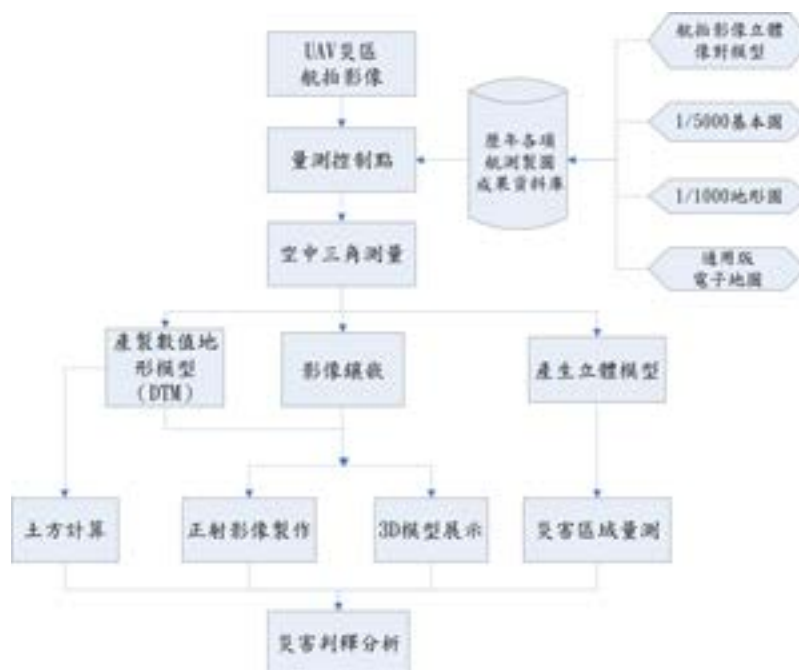 UAV災區
航拍影像
量測控制點
空中三角測量
歷年各項
航測製圖
成果資料庫
航拍影像立體
像對模型
1/5000基本圖
1/1000地形圖
通用版
電子地圖
產製數值地
形模型
(DTM)
影像鑲嵌
產生立體模型
土方計算
正射影像製作
3D模型展示
災害區域量測
災害判釋分析